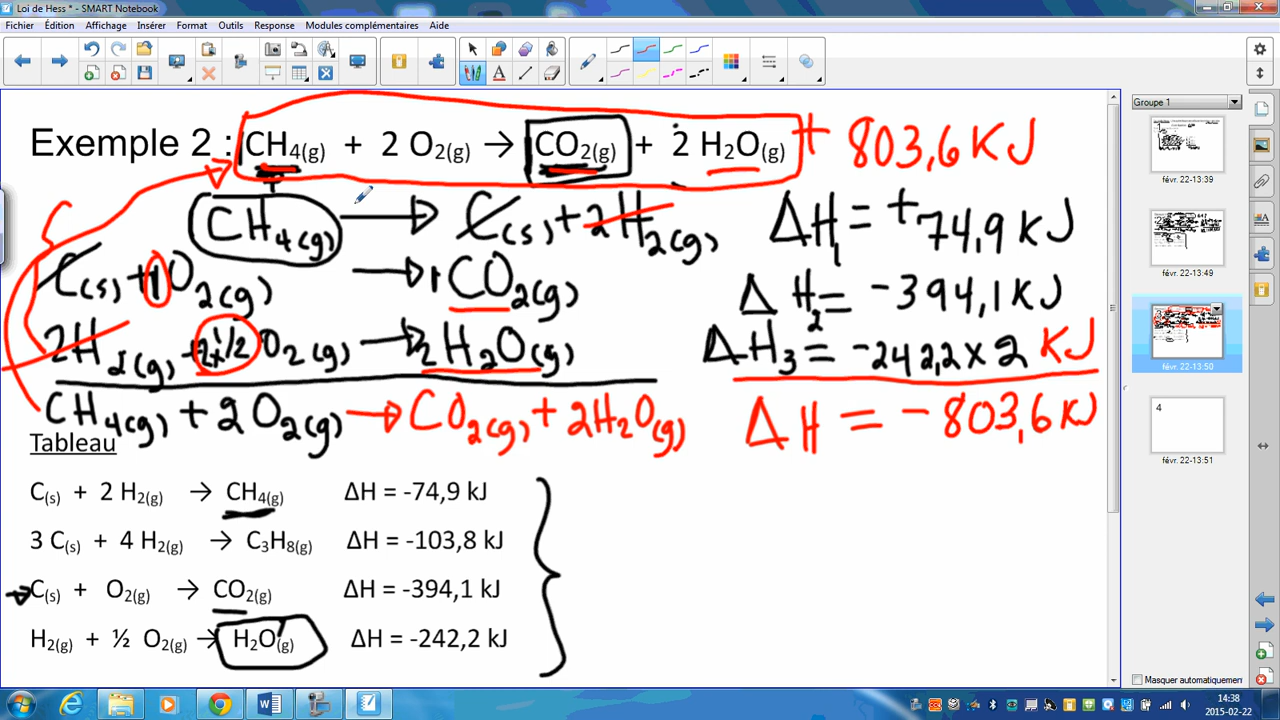 Loi de Hess * - SMART Notebook
Fichier Édition Affichage Insérer Format Outils Réponse Modules complémentaires Aide
Groupe 1
Exemple 2 : CH4(g) + 2 O2(g) → CO2(g) + 2 H2O(g) + 803,6 KJ
CH4(g) → C(s) + 2H2(g) ΔH1 = +74,9 KJ
C(s) + 1 O2(g) → 1 CO2(g) ΔH2 = -394,1 KJ
2H2(g) + 2x1/2 O2(g) → 2 H2O(g) ΔH3 = -242,2 x 2 KJ
CH4(g) + 2O2(g) → CO2(g) + 2H2O(g) ΔH = -803,6 KJ
Tableau
C(s) + 2 H2(g) → CH4(g) ΔH = -74,9 kJ
3 C(s) + 4 H2(g) → C3H8(g) ΔH = -103,8 kJ
C(s) + O2(g) → CO2(g) ΔH = -394,1 kJ
H2(g) + ½ O2(g) → H2O(g) ΔH = -242,2 kJ
févr. 22-13:39
févr. 22-13:49
févr. 22-13:50
4
févr. 22-13:51
Masquer automatiquement
14:38
2015-02-22